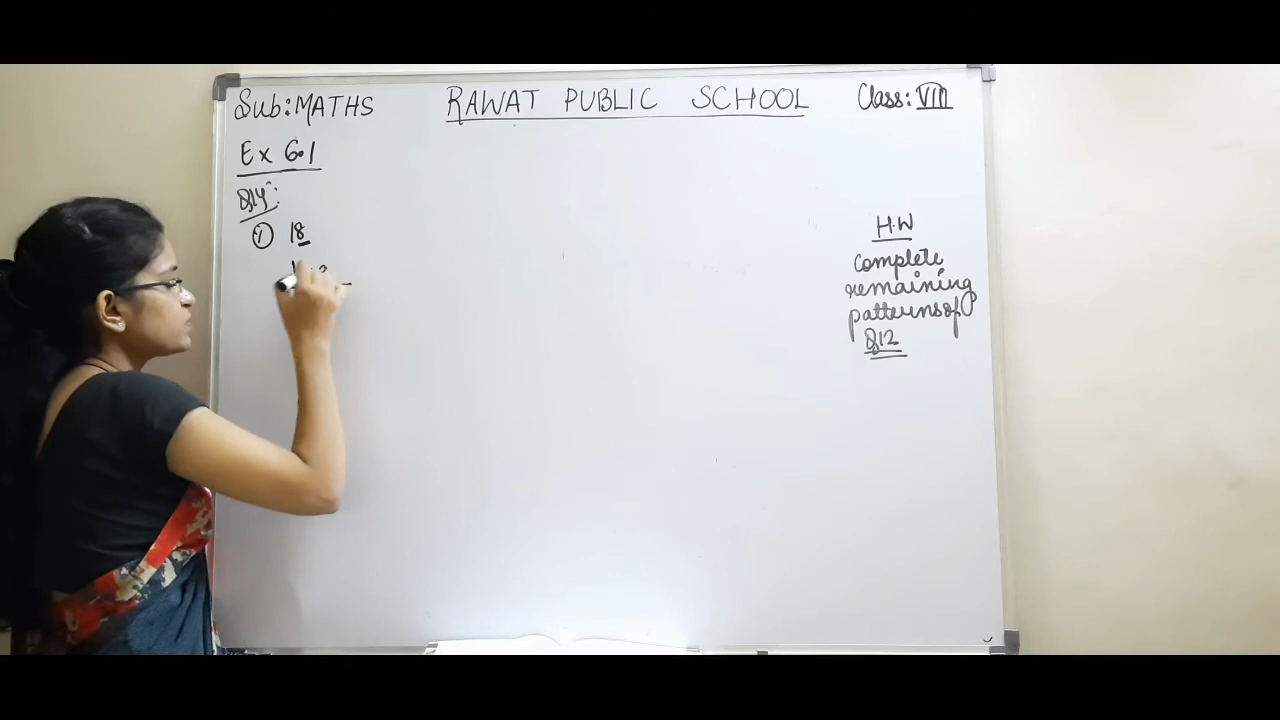 Sub: MATHS
RAWAT PUBLIC SCHOOL
Class: VIII
Ex 6.1
Q14:
① 18
H.W
complete
remaining
patterns of
Q12